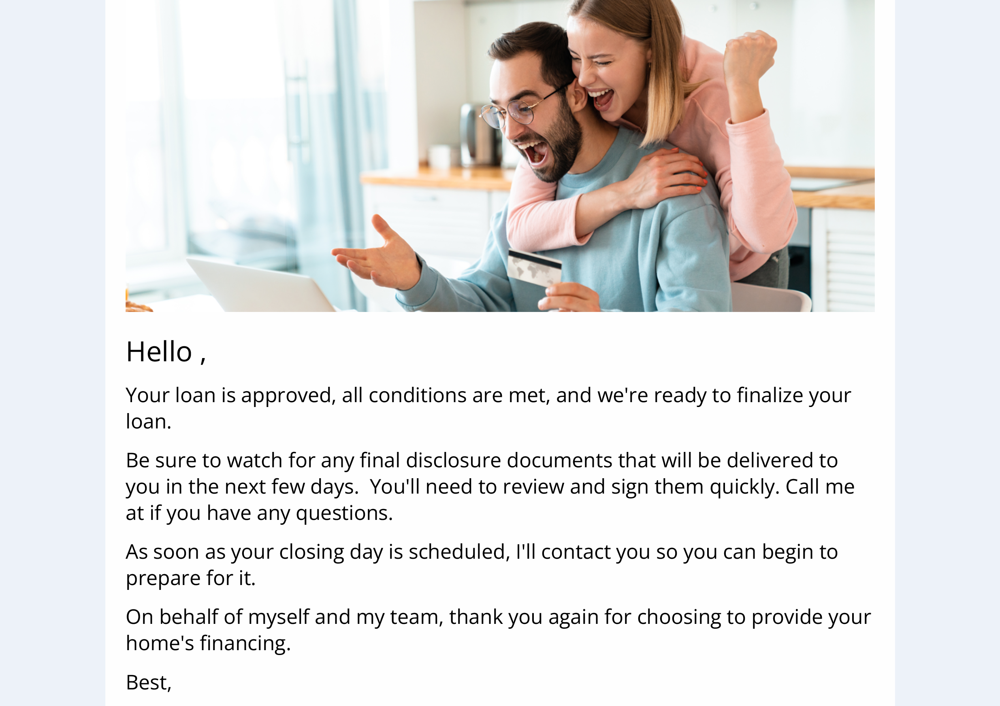 Hello ,
Your loan is approved, all conditions are met, and we're ready to finalize your
loan.
Be sure to watch for any final disclosure documents that will be delivered to
you in the next few days.  You'll need to review and sign them quickly. Call me
at if you have any questions.
As soon as your closing day is scheduled, I'll contact you so you can begin to
prepare for it.
On behalf of myself and my team, thank you again for choosing to provide your
home's financing.
Best,